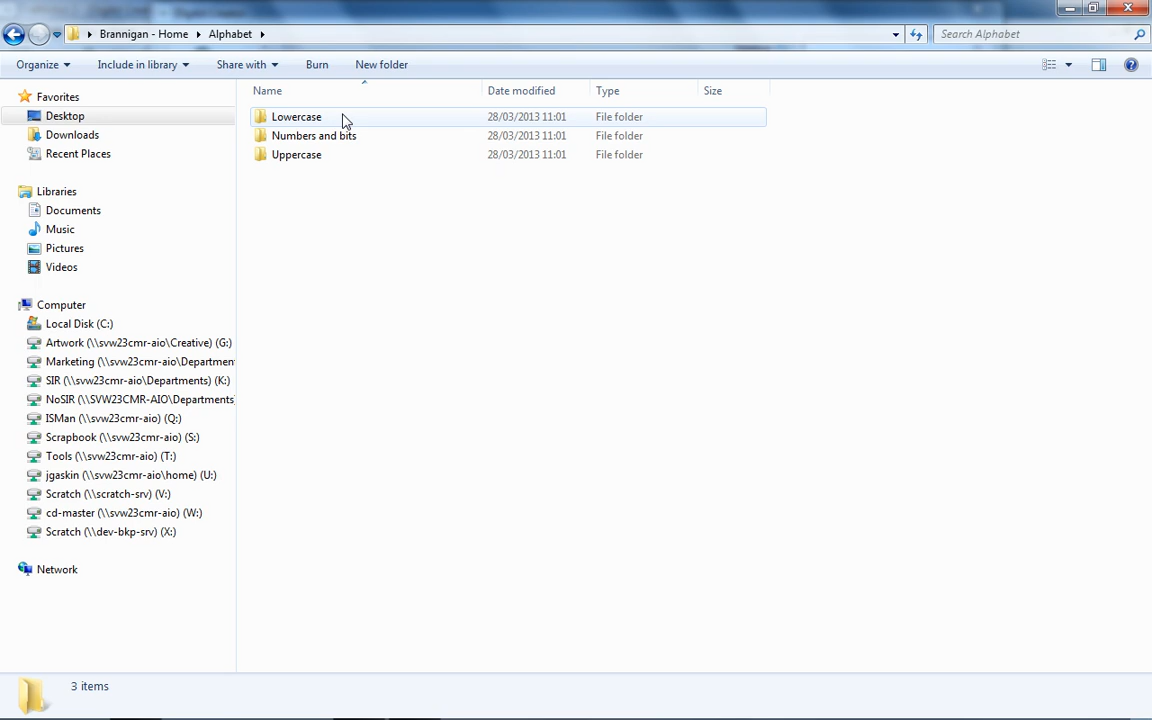 Brannigan - Home Alphabet
Search Alphabet
Organize Include in library Share with Burn New folder
Name Date modified Type Size
Favorites
Desktop
Downloads
Recent Places
Libraries
Documents
Music
Pictures
Videos
Computer
Local Disk (C:)
Artwork (\\svw23cmr-aio\Creative) (G:)
Marketing (\\svw23cmr-aio\Departmen
SIR (\\svw23cmr-aio\Departments) (K:)
NoSIR (\\SVW23CMR-AIO\Departments
ISMan (\\svw23cmr-aio) (Q:)
Scrapbook (\\svw23cmr-aio) (S:)
Tools (\\svw23cmr-aio) (T:)
jgaskin (\\svw23cmr-aio\home) (U:)
Scratch (\\scratch-srv) (V:)
cd-master (\\svw23cmr-aio) (W:)
Scratch (\\dev-bkp-srv) (X:)
Network
Lowercase 28/03/2013 11:01 File folder
Numbers and bits 28/03/2013 11:01 File folder
Uppercase 28/03/2013 11:01 File folder
3 items